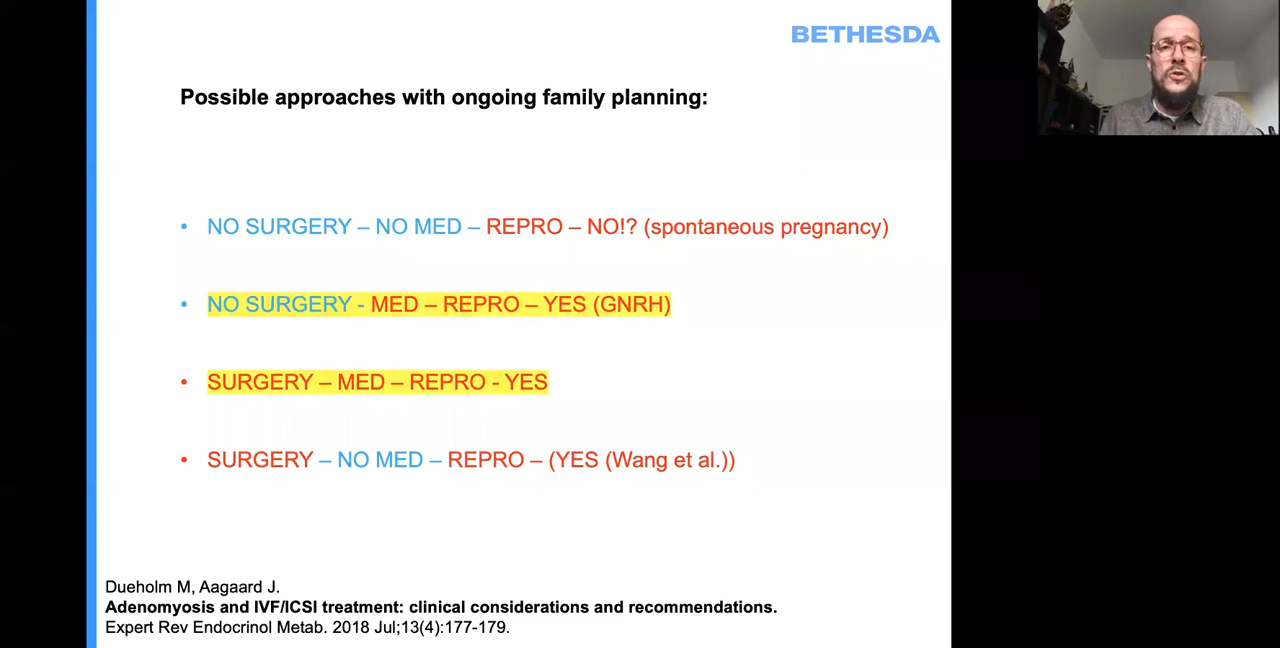 BETHESDA
Possible approaches with ongoing family planning:
• NO SURGERY – NO MED – REPRO – NO!? (spontaneous pregnancy)
• NO SURGERY - MED – REPRO – YES (GNRH)
• SURGERY – MED – REPRO - YES
• SURGERY – NO MED – REPRO – (YES (Wang et al.))
Dueholm M, Aagaard J.
Adenomyosis and IVF/ICSI treatment: clinical considerations and recommendations.
Expert Rev Endocrinol Metab. 2018 Jul;13(4):177-179.